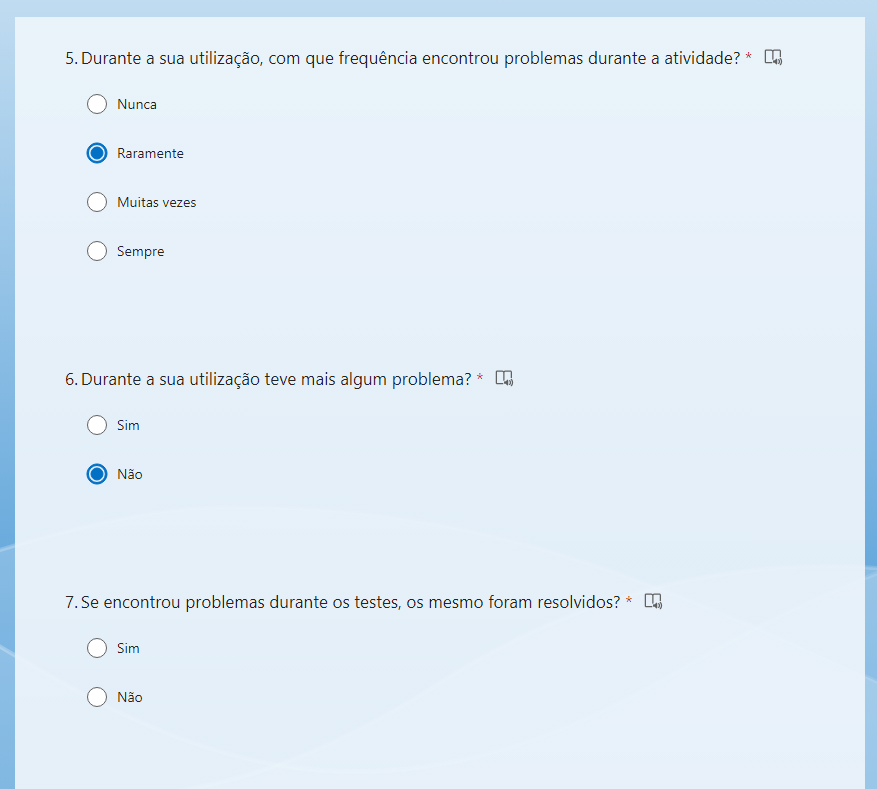 5. Durante a sua utilização, com que frequência encontrou problemas durante a atividade? *
Nunca
Raramente
Muitas vezes
Sempre
6. Durante a sua utilização teve mais algum problema? *
Sim
Não
7. Se encontrou problemas durante os testes, os mesmo foram resolvidos? *
Sim
Não